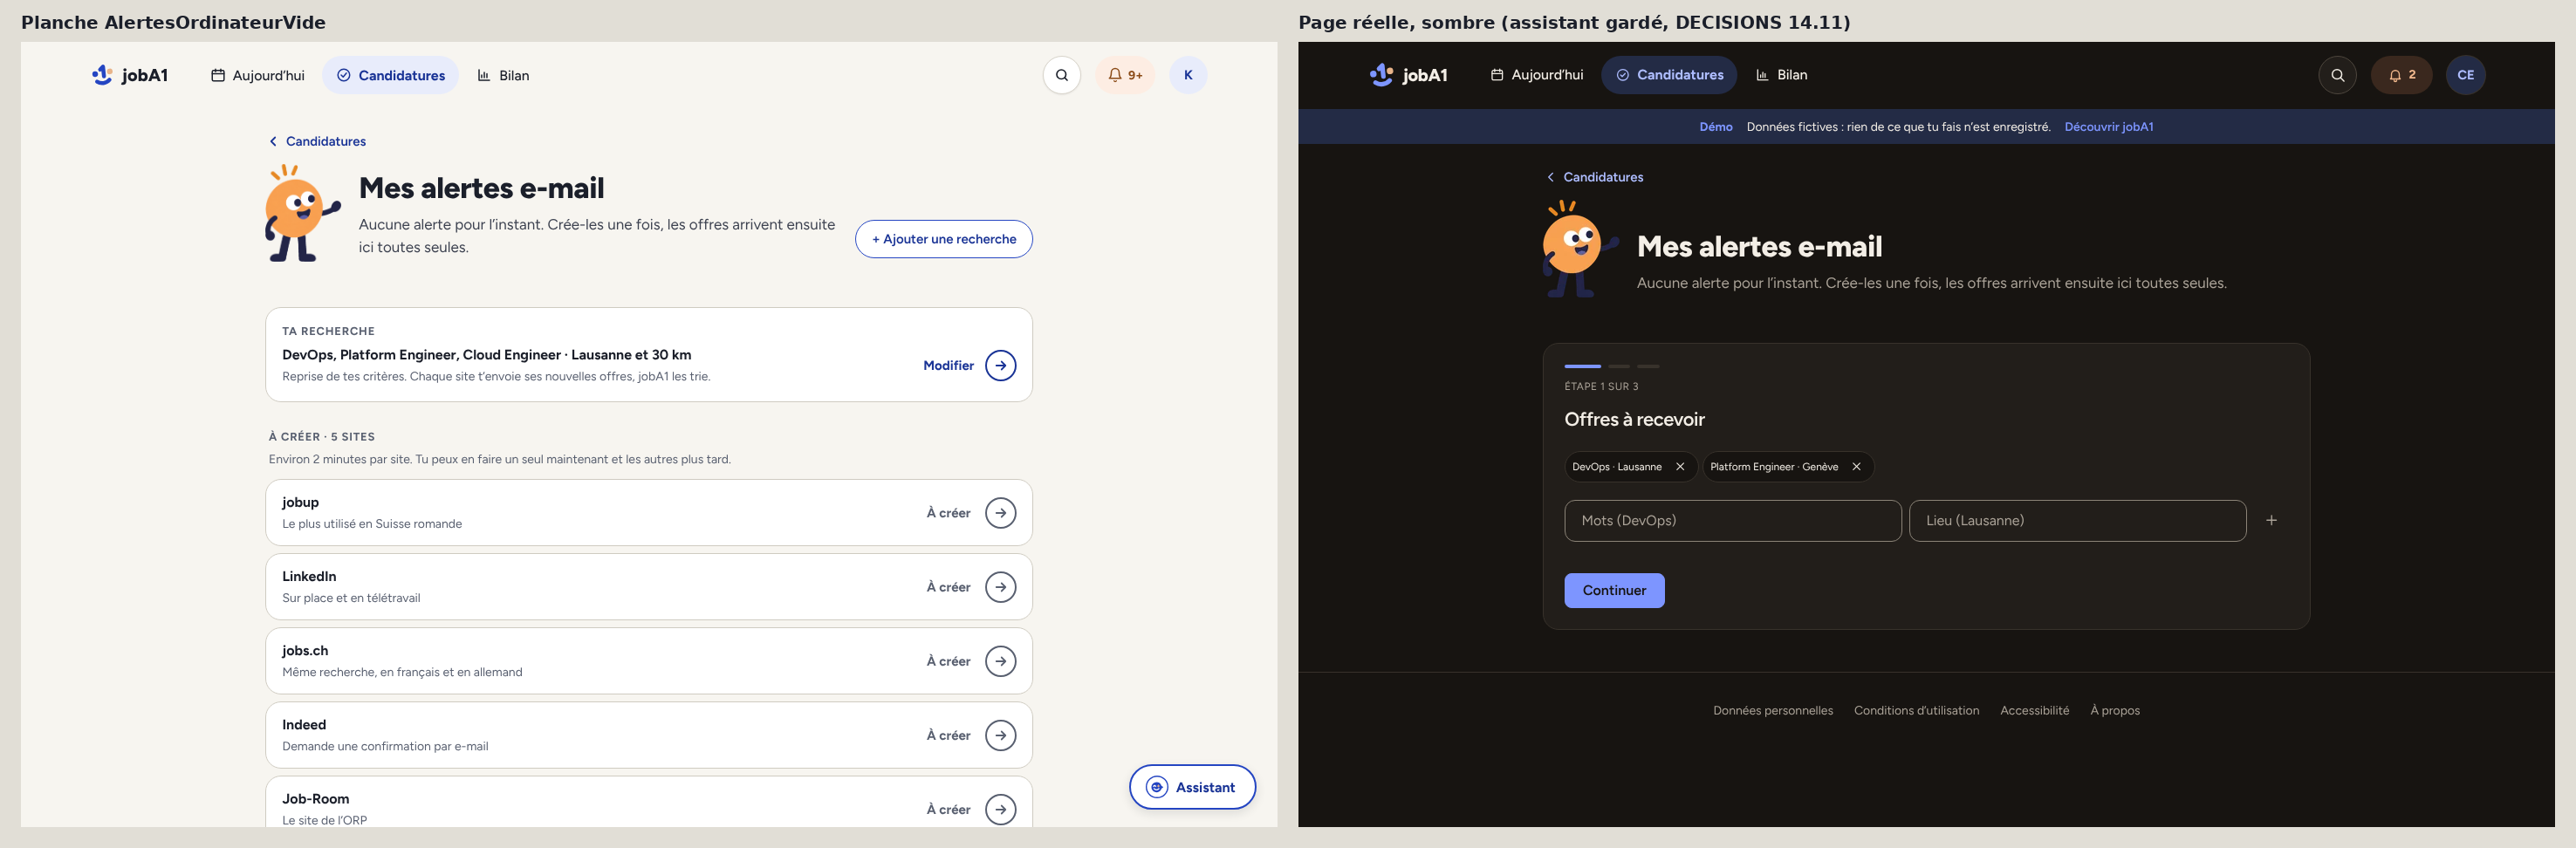 Planche AlertesOrdinateurVide
jobA1
Aujourd'hui
Candidatures
Bilan
9+
K
Candidatures
Mes alertes e-mail
Aucune alerte pour l'instant. Crée-les une fois, les offres arrivent ensuite
ici toutes seules.
+ Ajouter une recherche
TA RECHERCHE
DevOps, Platform Engineer, Cloud Engineer · Lausanne et 30 km
Reprise de tes critères. Chaque site t'envoie ses nouvelles offres, jobA1 les trie.
Modifier
À CRÉER · 5 SITES
Environ 2 minutes par site. Tu peux en faire un seul maintenant et les autres plus tard.
jobup
Le plus utilisé en Suisse romande
À créer
LinkedIn
Sur place et en télétravail
À créer
jobs.ch
Même recherche, en français et en allemand
À créer
Indeed
Demande une confirmation par e-mail
À créer
Job-Room
Le site de l'ORP
À créer
Assistant
Page réelle, sombre (assistant gardé, DECISIONS 14.11)
jobA1
Aujourd'hui
Candidatures
Bilan
2
CE
Démo Données fictives : rien de ce que tu fais n'est enregistré. Découvrir jobA1
Candidatures
Mes alertes e-mail
Aucune alerte pour l'instant. Crée-les une fois, les offres arrivent ensuite ici toutes seules.
ÉTAPE 1 SUR 3
Offres à recevoir
DevOps · Lausanne
Platform Engineer · Genève
Mots (DevOps)
Lieu (Lausanne)
+
Continuer
Données personnelles
Conditions d'utilisation
Accessibilité
À propos